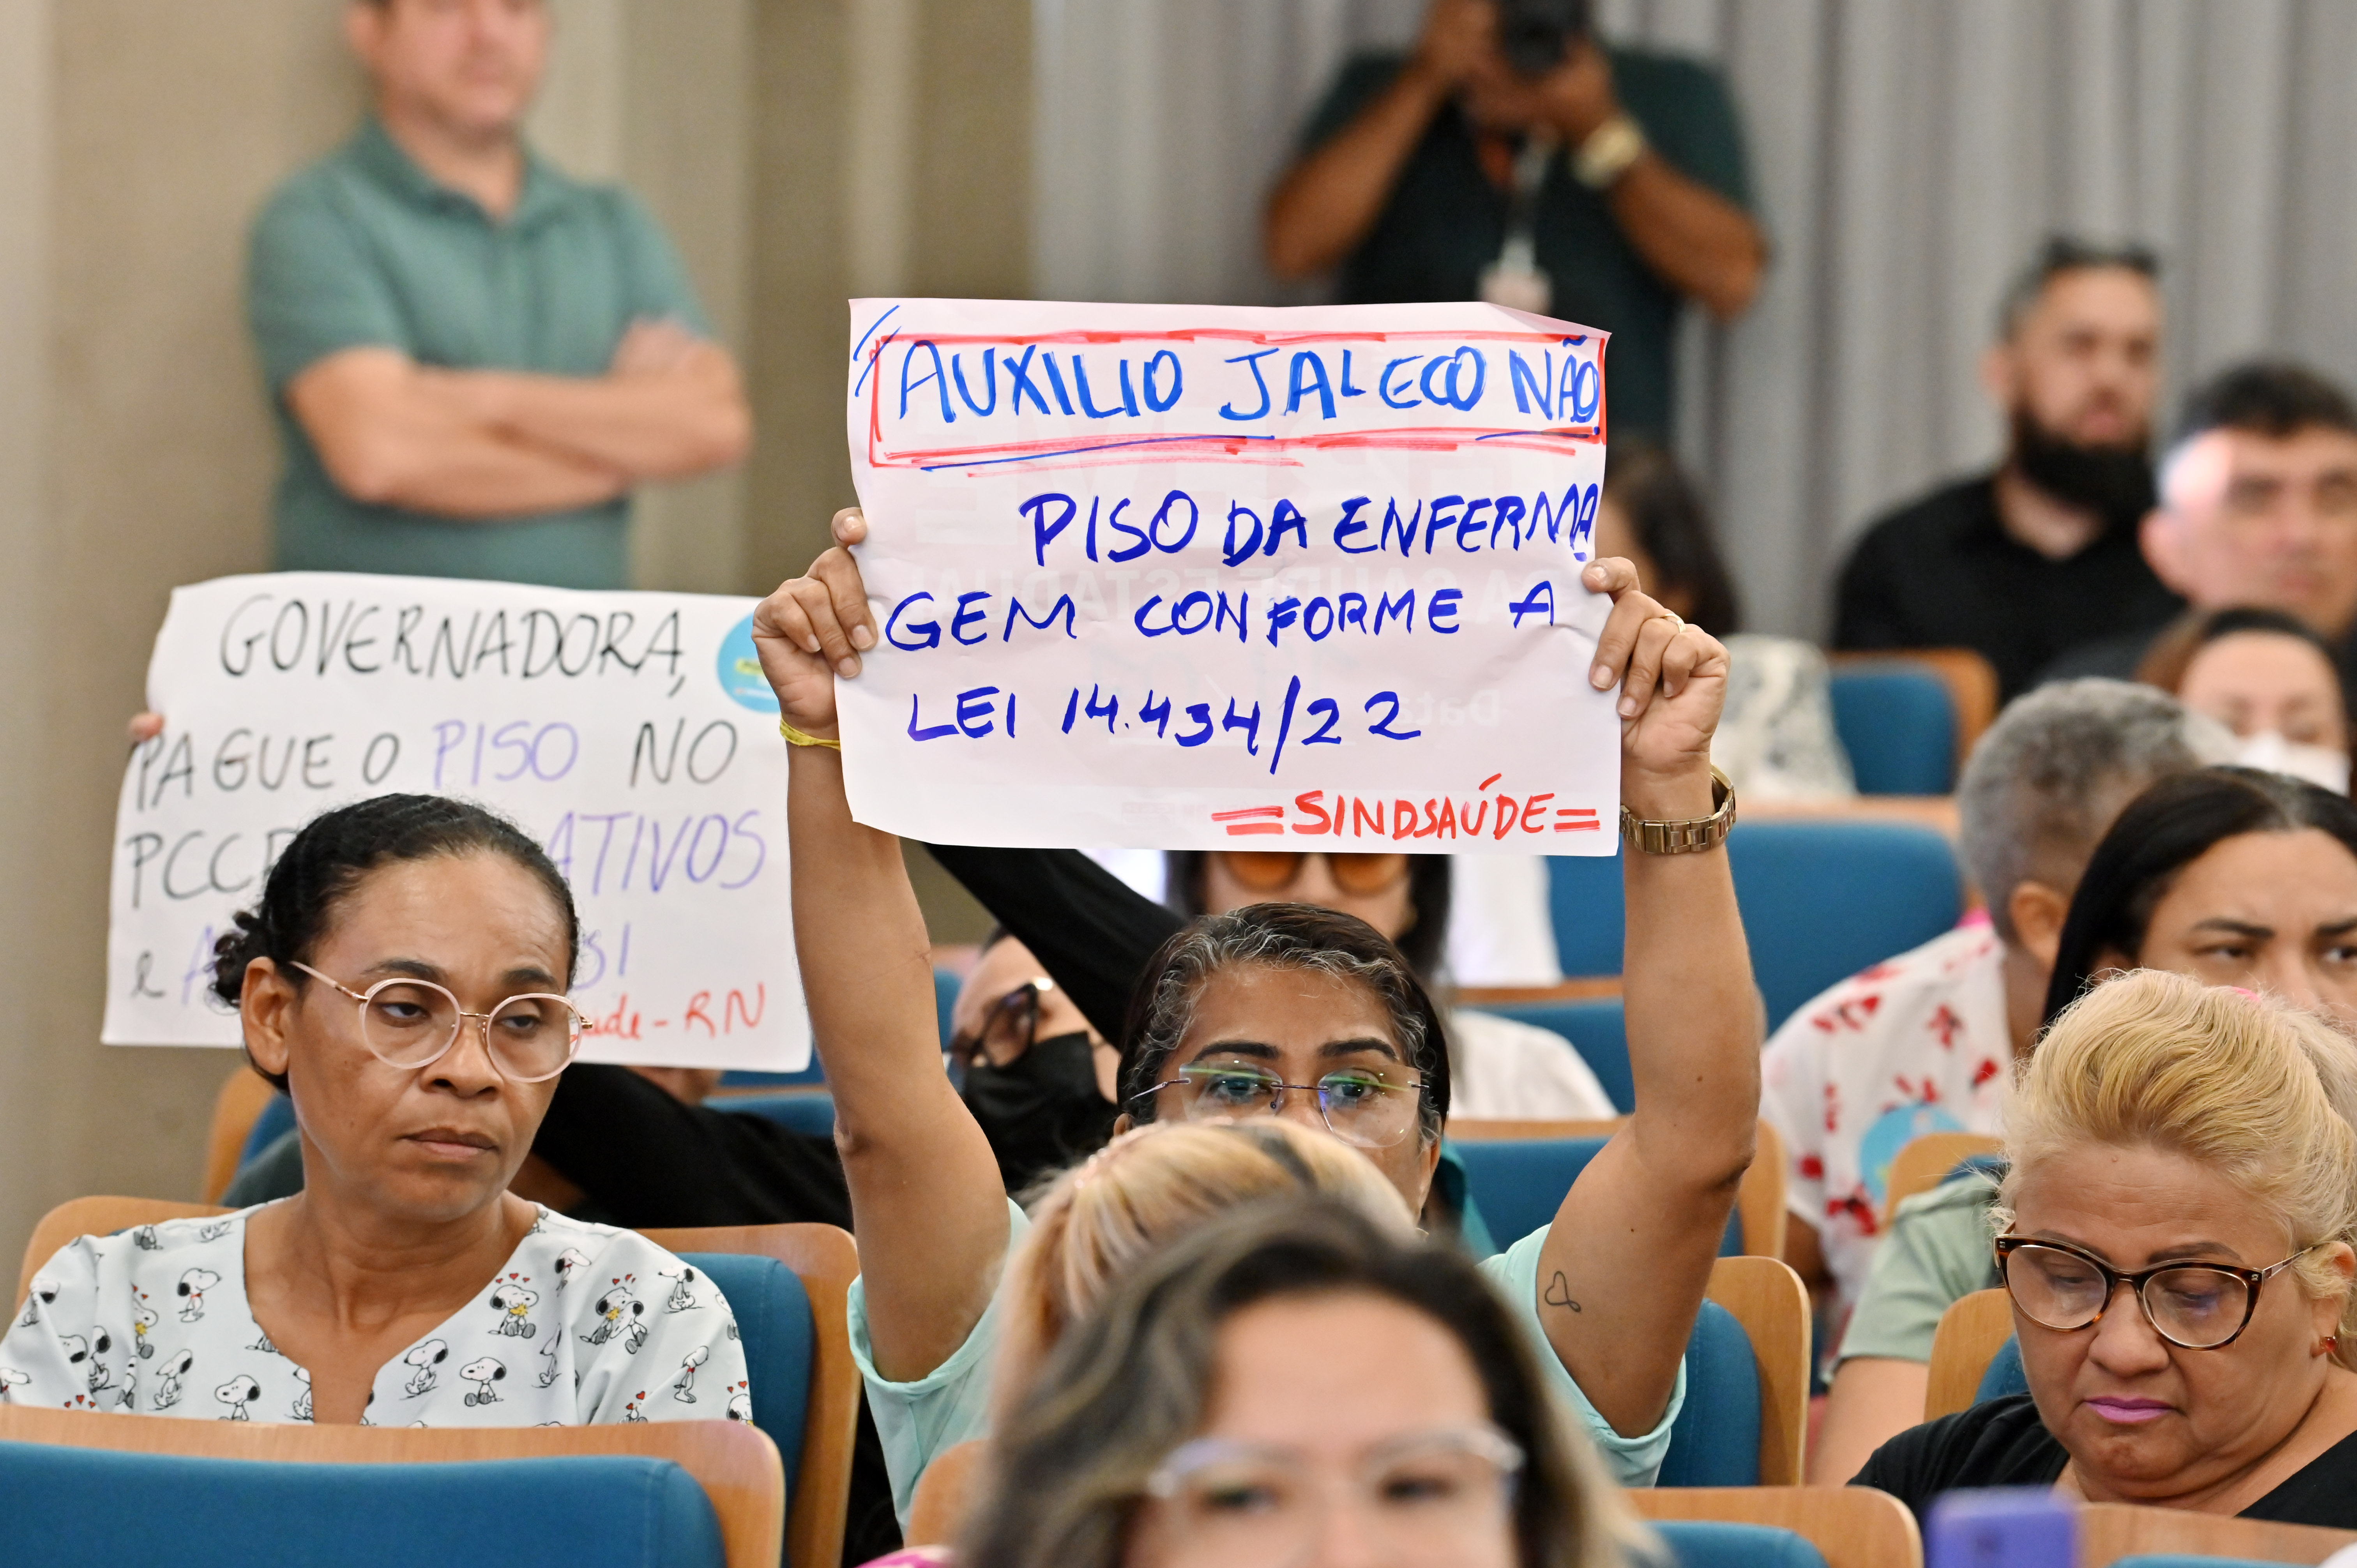 AUXILIO JALECO NÃO
PISO DA ENFERMA
GEM CONFORME A
LEI 14.434/22
=SINDSAÚDE=
GOVERNADORA,
PAGUE O PISO NO
ATIVOS
e
RN